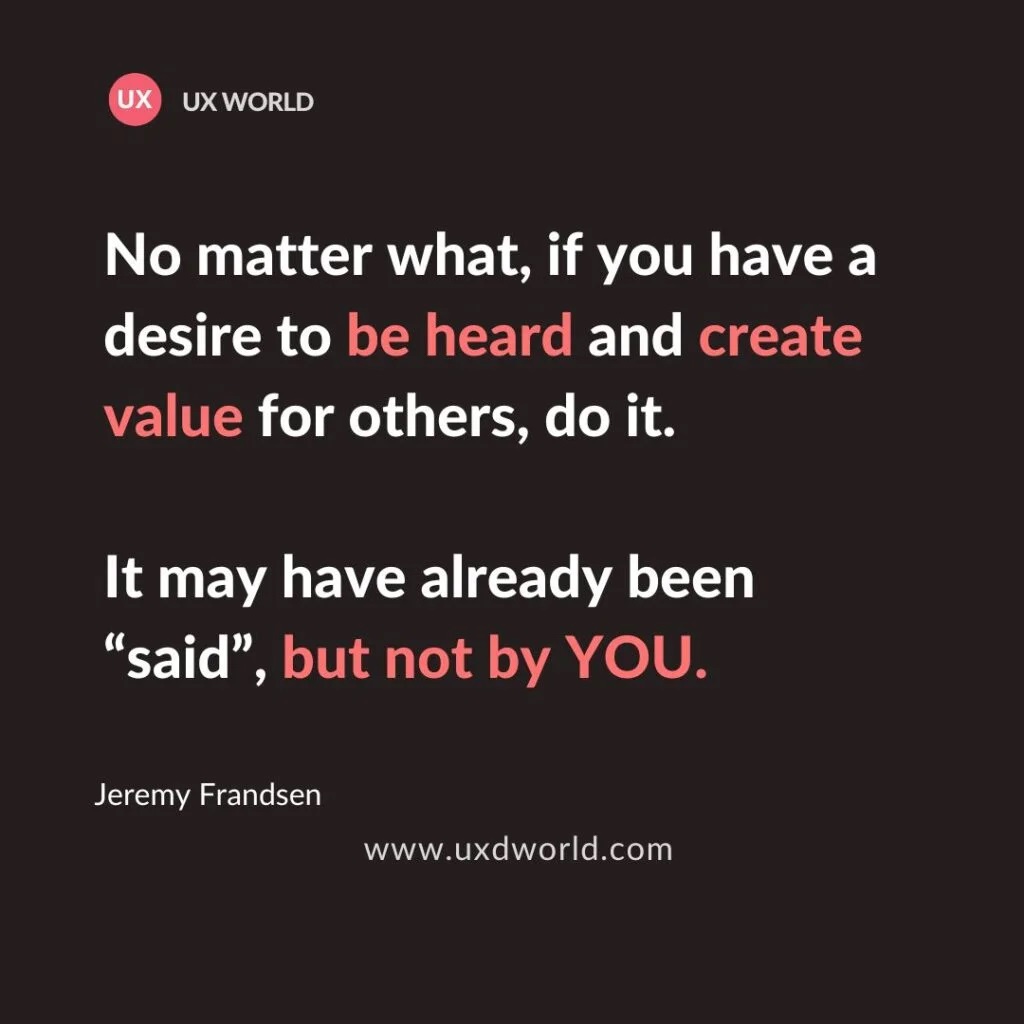 UX UX WORLD
No matter what, if you have a
desire to be heard and create
value for others, do it.
It may have already been
“said”, but not by YOU.
Jeremy Frandsen
www.uxdworld.com